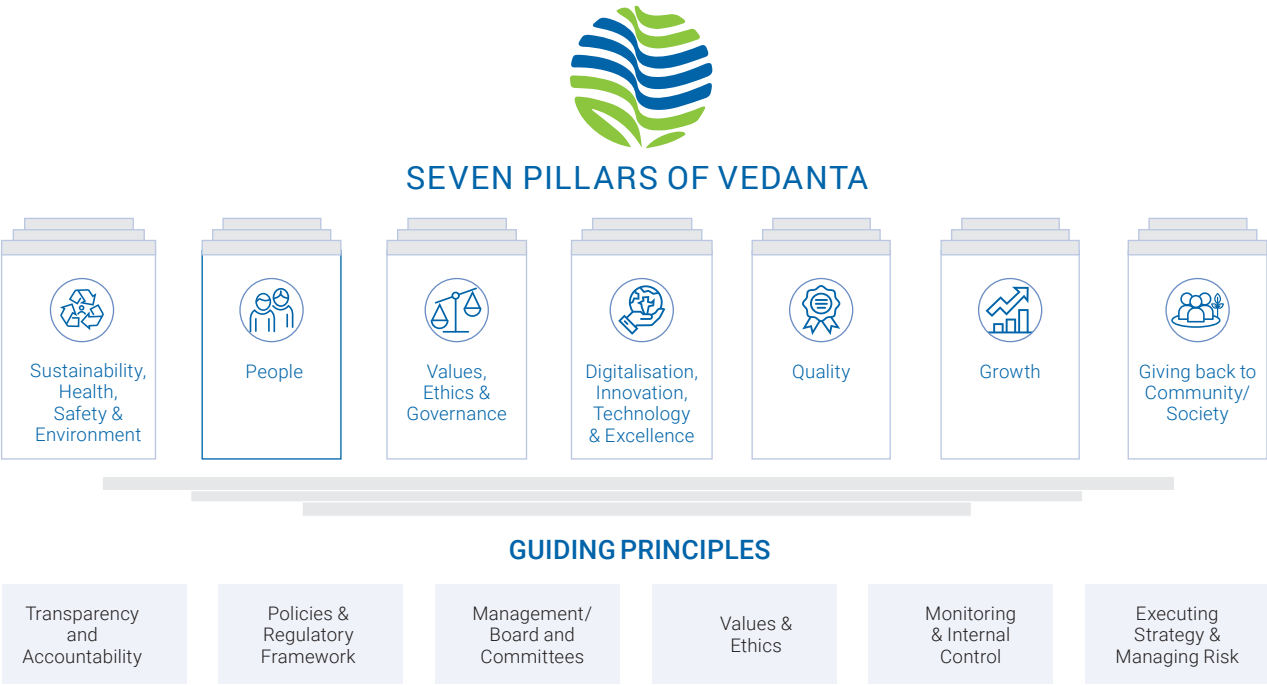 SEVEN PILLARS OF VEDANTA
Sustainability,
Health,
Safety &
Environment
People
Values,
Ethics &
Governance
Digitalisation,
Innovation,
Technology
& Excellence
Quality
Growth
Giving back to
Community/
Society
GUIDING PRINCIPLES
Transparency
and
Accountability
Policies &
Regulatory
Framework
Management/
Board and
Committees
Values &
Ethics
Monitoring
& Internal
Control
Executing
Strategy &
Managing Risk